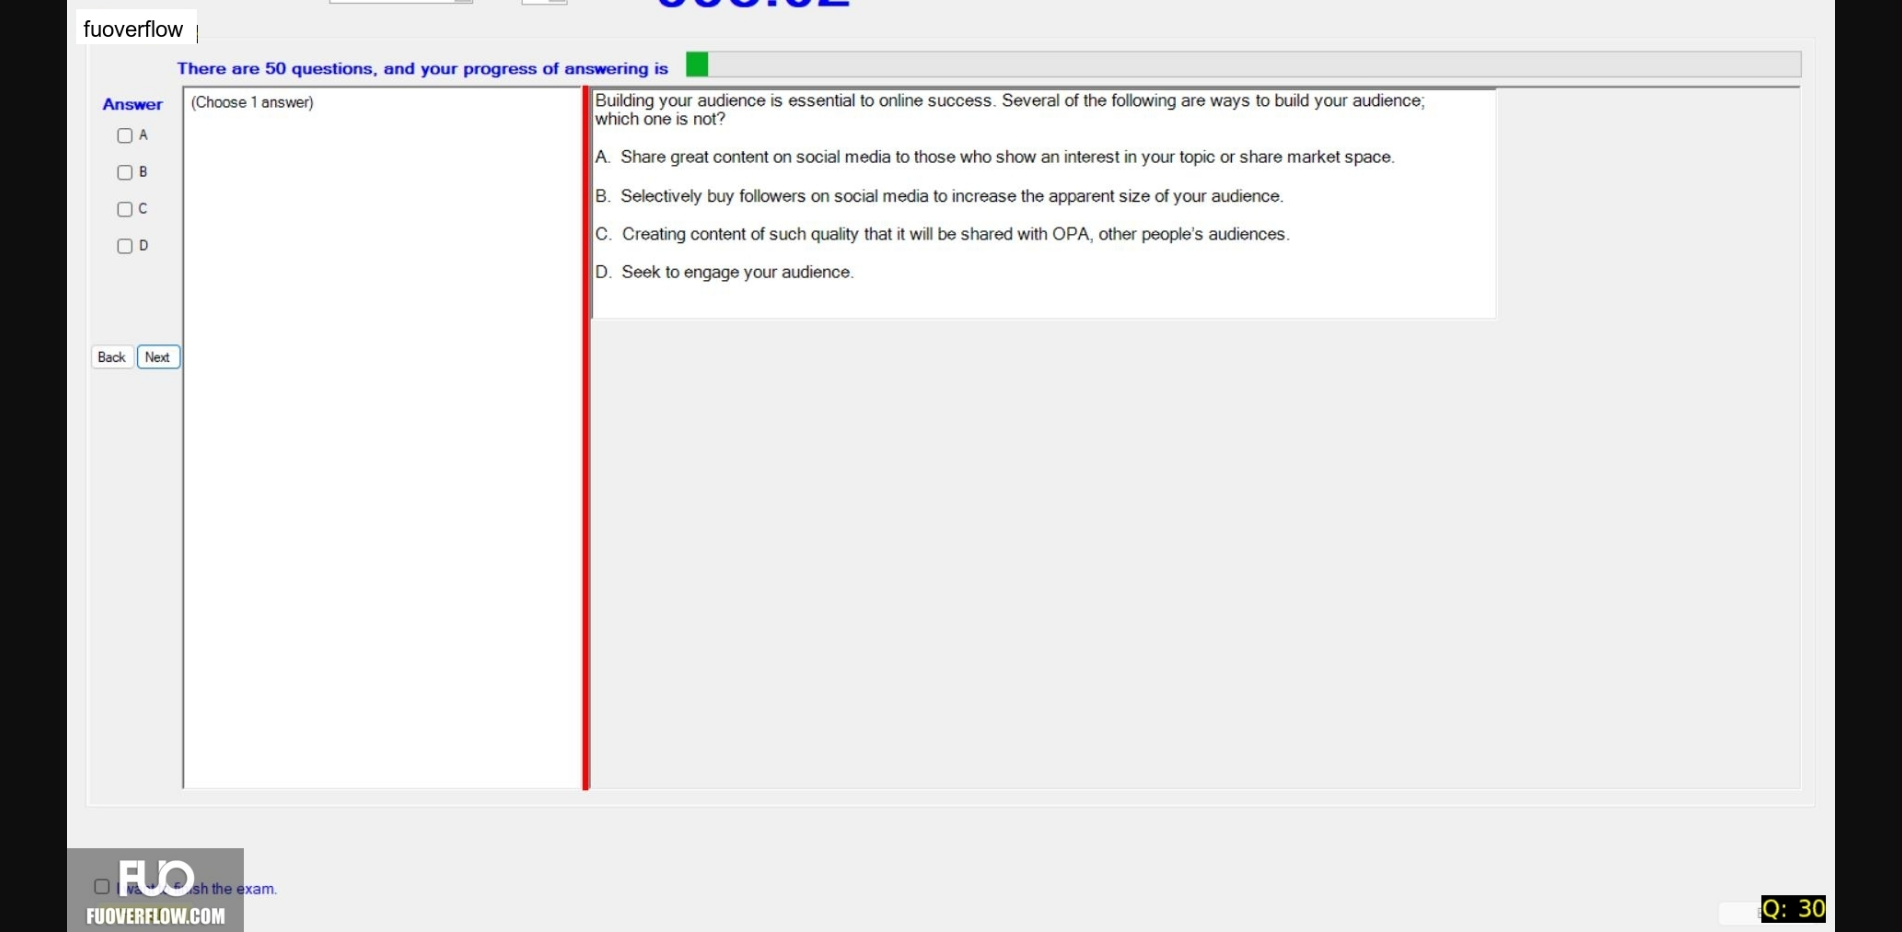 fuoverflow
There are 50 questions, and your progress of answering is
Answer
(Choose 1 answer)
A
B
C
D
Back Next
Building your audience is essential to online success. Several of the following are ways to build your audience;
which one is not?
A. Share great content on social media to those who show an interest in your topic or share market space.
B. Selectively buy followers on social media to increase the apparent size of your audience.
C. Creating content of such quality that it will be shared with OPA, other people's audiences.
D. Seek to engage your audience.
FUO
sh the exam.
FUOVERFLOW.COM
Q: 30